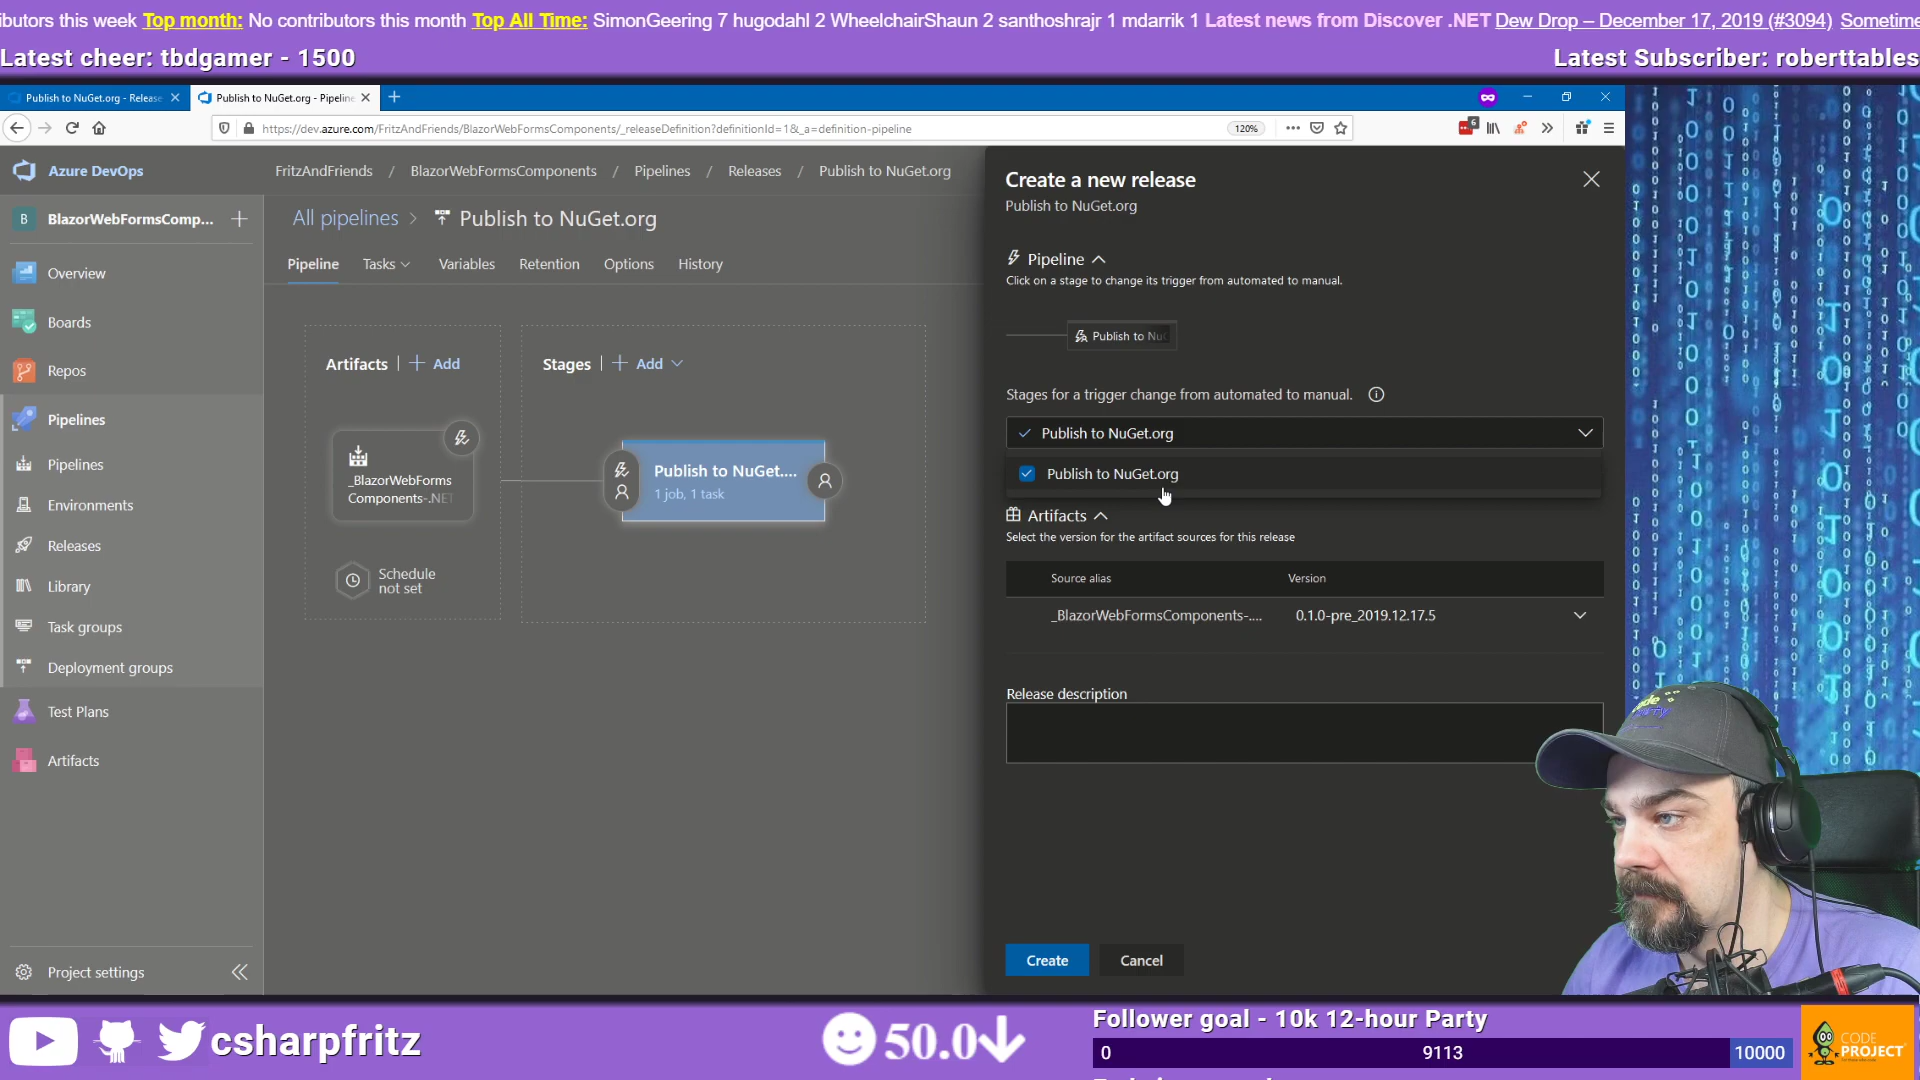 ibutors this week Top month: No contributors this month Top All Time: SimonGeering 7 hugodahl 2 WheelchairShaun 2 santhoshrajr 1 mdarrik 1 Latest news from Discover .NET Dew Drop – December 17, 2019 (#3094) Sometime
Latest cheer: tbdgamer - 1500
Latest Subscriber: roberttables
Publish to NuGet.org - Release
Publish to NuGet.org - Pipeline
https://dev.azure.com/FritzAndFriends/BlazorWebFormsComponents/_releaseDefinition?definitionId=1&_a=definition-pipeline
120%
6
Azure DevOps
FritzAndFriends / BlazorWebFormsComponents / Pipelines / Releases / Publish to NuGet.org
B BlazorWebFormsComp...
All pipelines > Publish to NuGet.org
Pipeline Tasks Variables Retention Options History
Overview
Boards
Repos
Pipelines
Pipelines
Environments
Releases
Library
Task groups
Deployment groups
Test Plans
Artifacts
Project settings
Artifacts | + Add
Stages | + Add
_BlazorWebForms
Components-.NET
Schedule
not set
Publish to NuGet....
1 job, 1 task
Create a new release
Publish to NuGet.org
Pipeline
Click on a stage to change its trigger from automated to manual.
Publish to NuG
Stages for a trigger change from automated to manual.
Publish to NuGet.org
Publish to NuGet.org
Artifacts
Select the version for the artifact sources for this release
Source alias Version
_BlazorWebFormsComponents-.... 0.1.0-pre_2019.12.17.5
Release description
Create Cancel
code
party
csharpfritz
50.0
Follower goal - 10k 12-hour Party
0 9113 10000
CODE
PROJECT